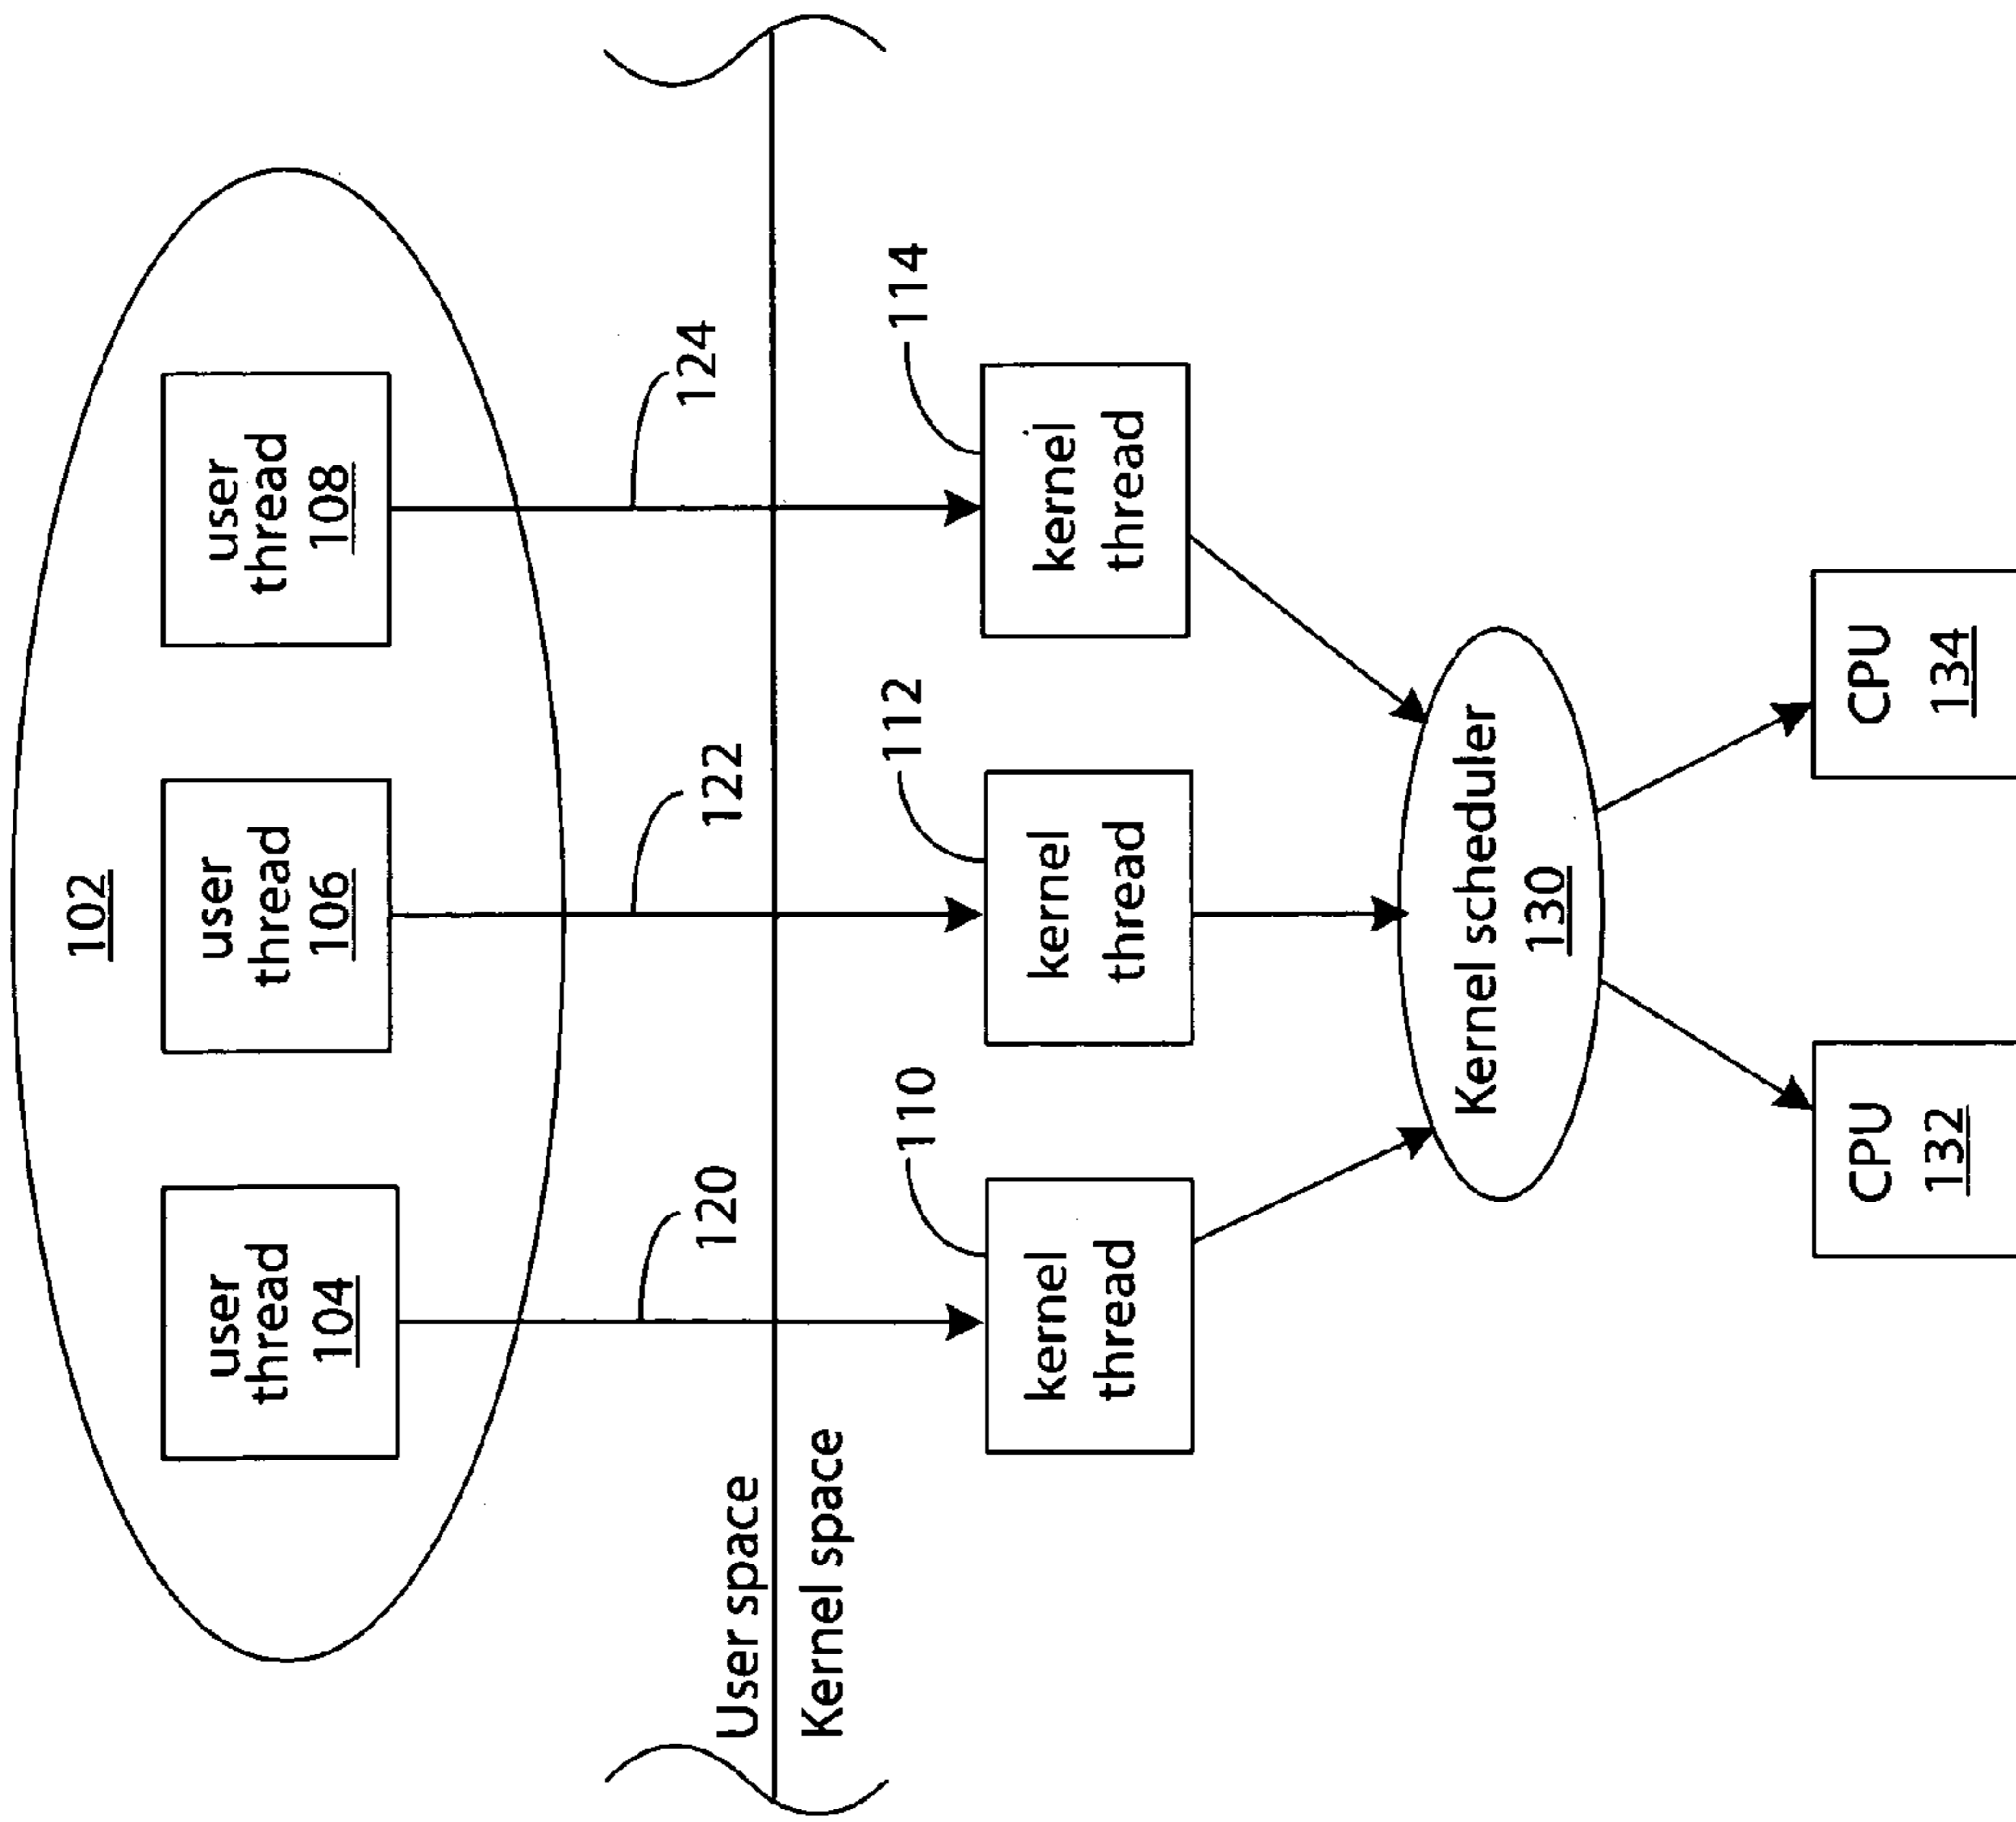 102
user
thread
104
user
thread
106
user
thread
108
120
122
124
User space
Kernel space
110
112
114
kernel
thread
kernel
thread
kernel
thread
Kernel scheduler
130
CPU
132
CPU
134